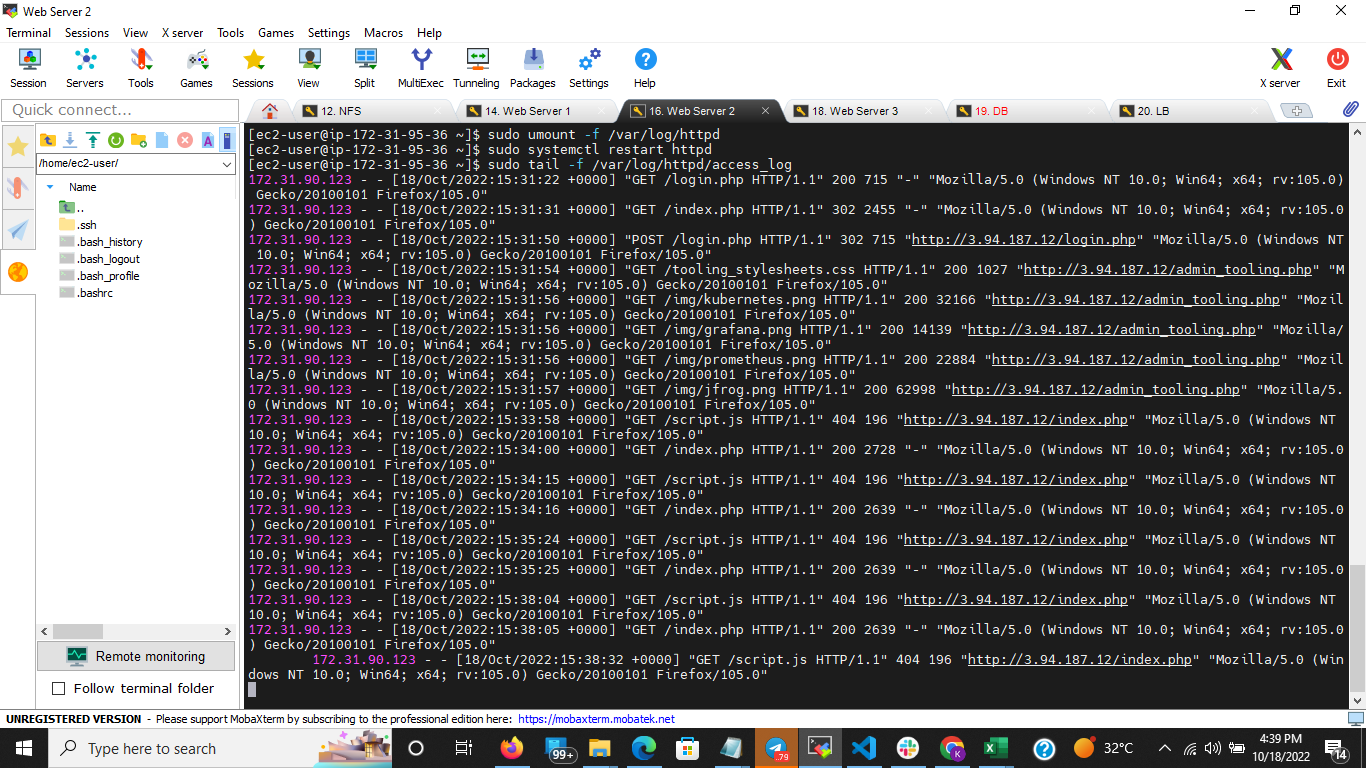 Web Server 2
Terminal Sessions View X server Tools Games Settings Macros Help
Session Servers Tools Games Sessions View Split MultiExec Tunneling Packages Settings Help X server Exit
Quick connect...
12. NFS 14. Web Server 1 16. Web Server 2 18. Web Server 3 19. DB 20. LB
/home/ec2-user/
Name
..
.ssh
.bash_history
.bash_logout
.bash_profile
.bashrc
Remote monitoring
Follow terminal folder
[ec2-user@ip-172-31-95-36 ~]$ sudo umount -f /var/log/httpd
[ec2-user@ip-172-31-95-36 ~]$ sudo systemctl restart httpd
[ec2-user@ip-172-31-95-36 ~]$ sudo tail -f /var/log/httpd/access_log
172.31.90.123 - - [18/Oct/2022:15:31:22 +0000] "GET /login.php HTTP/1.1" 200 715 "-" "Mozilla/5.0 (Windows NT 10.0; Win64; x64; rv:105.0)
 Gecko/20100101 Firefox/105.0"
172.31.90.123 - - [18/Oct/2022:15:31:31 +0000] "GET /index.php HTTP/1.1" 302 2455 "-" "Mozilla/5.0 (Windows NT 10.0; Win64; x64; rv:105.0
) Gecko/20100101 Firefox/105.0"
172.31.90.123 - - [18/Oct/2022:15:31:50 +0000] "POST /login.php HTTP/1.1" 302 715 "http://3.94.187.12/login.php" "Mozilla/5.0 (Windows NT
 10.0; Win64; x64; rv:105.0) Gecko/20100101 Firefox/105.0"
172.31.90.123 - - [18/Oct/2022:15:31:54 +0000] "GET /tooling_stylesheets.css HTTP/1.1" 200 1027 "http://3.94.187.12/admin_tooling.php" "M
ozilla/5.0 (Windows NT 10.0; Win64; x64; rv:105.0) Gecko/20100101 Firefox/105.0"
172.31.90.123 - - [18/Oct/2022:15:31:56 +0000] "GET /img/kubernetes.png HTTP/1.1" 200 32166 "http://3.94.187.12/admin_tooling.php" "Mozil
la/5.0 (Windows NT 10.0; Win64; x64; rv:105.0) Gecko/20100101 Firefox/105.0"
172.31.90.123 - - [18/Oct/2022:15:31:56 +0000] "GET /img/grafana.png HTTP/1.1" 200 14139 "http://3.94.187.12/admin_tooling.php" "Mozilla/
5.0 (Windows NT 10.0; Win64; x64; rv:105.0) Gecko/20100101 Firefox/105.0"
172.31.90.123 - - [18/Oct/2022:15:31:56 +0000] "GET /img/prometheus.png HTTP/1.1" 200 22884 "http://3.94.187.12/admin_tooling.php" "Mozil
la/5.0 (Windows NT 10.0; Win64; x64; rv:105.0) Gecko/20100101 Firefox/105.0"
172.31.90.123 - - [18/Oct/2022:15:31:57 +0000] "GET /img/jfrog.png HTTP/1.1" 200 62998 "http://3.94.187.12/admin_tooling.php" "Mozilla/5.
0 (Windows NT 10.0; Win64; x64; rv:105.0) Gecko/20100101 Firefox/105.0"
172.31.90.123 - - [18/Oct/2022:15:33:58 +0000] "GET /script.js HTTP/1.1" 404 196 "http://3.94.187.12/index.php" "Mozilla/5.0 (Windows NT
10.0; Win64; x64; rv:105.0) Gecko/20100101 Firefox/105.0"
172.31.90.123 - - [18/Oct/2022:15:34:00 +0000] "GET /index.php HTTP/1.1" 200 2728 "-" "Mozilla/5.0 (Windows NT 10.0; Win64; x64; rv:105.0
) Gecko/20100101 Firefox/105.0"
172.31.90.123 - - [18/Oct/2022:15:34:15 +0000] "GET /script.js HTTP/1.1" 404 196 "http://3.94.187.12/index.php" "Mozilla/5.0 (Windows NT
10.0; Win64; x64; rv:105.0) Gecko/20100101 Firefox/105.0"
172.31.90.123 - - [18/Oct/2022:15:34:16 +0000] "GET /index.php HTTP/1.1" 200 2639 "-" "Mozilla/5.0 (Windows NT 10.0; Win64; x64; rv:105.0
) Gecko/20100101 Firefox/105.0"
172.31.90.123 - - [18/Oct/2022:15:35:24 +0000] "GET /script.js HTTP/1.1" 404 196 "http://3.94.187.12/index.php" "Mozilla/5.0 (Windows NT
10.0; Win64; x64; rv:105.0) Gecko/20100101 Firefox/105.0"
172.31.90.123 - - [18/Oct/2022:15:35:25 +0000] "GET /index.php HTTP/1.1" 200 2639 "-" "Mozilla/5.0 (Windows NT 10.0; Win64; x64; rv:105.0
) Gecko/20100101 Firefox/105.0"
172.31.90.123 - - [18/Oct/2022:15:38:04 +0000] "GET /script.js HTTP/1.1" 404 196 "http://3.94.187.12/index.php" "Mozilla/5.0 (Windows NT
10.0; Win64; x64; rv:105.0) Gecko/20100101 Firefox/105.0"
172.31.90.123 - - [18/Oct/2022:15:38:05 +0000] "GET /index.php HTTP/1.1" 200 2639 "-" "Mozilla/5.0 (Windows NT 10.0; Win64; x64; rv:105.0
) Gecko/20100101 Firefox/105.0"
172.31.90.123 - - [18/Oct/2022:15:38:32 +0000] "GET /script.js HTTP/1.1" 404 196 "http://3.94.187.12/index.php" "Mozilla/5.0 (Win
dows NT 10.0; Win64; x64; rv:105.0) Gecko/20100101 Firefox/105.0"
UNREGISTERED VERSION - Please support MobaXterm by subscribing to the professional edition here: https://mobaxterm.mobatek.net
Type here to search
99+
.79
K
32°C
4:39 PM
10/18/2022
14